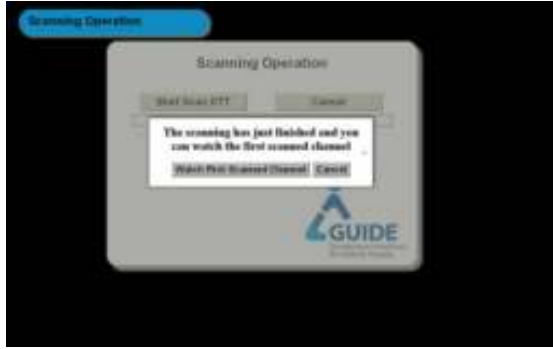 Scanning Operation
Scanning Operation
Start Scan DTT
Cancel
The scanning has just finished and you
can watch the first scanned channel
Watch First Scanned Channel
Cancel
GUIDE